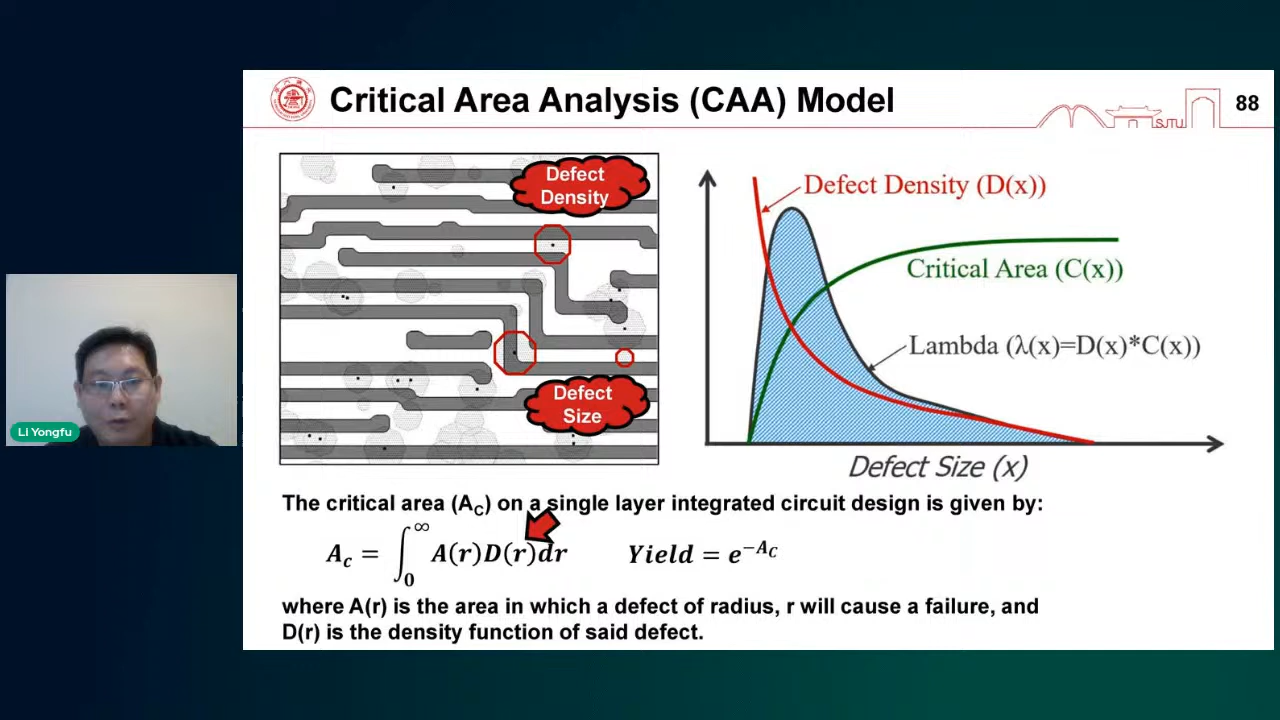 Critical Area Analysis (CAA) Model
SJTU
88
Defect
Density
Defect
Size
Defect Density (D(x))
Critical Area (C(x))
Lambda (λ(x)=D(x)*C(x))
Defect Size (x)
Li Yongfu
The critical area (A_C) on a single layer integrated circuit design is given by:
A_c = ∫_0^∞ A(r)D(r)dr Yield = e^{-A_c}
where A(r) is the area in which a defect of radius, r will cause a failure, and
D(r) is the density function of said defect.